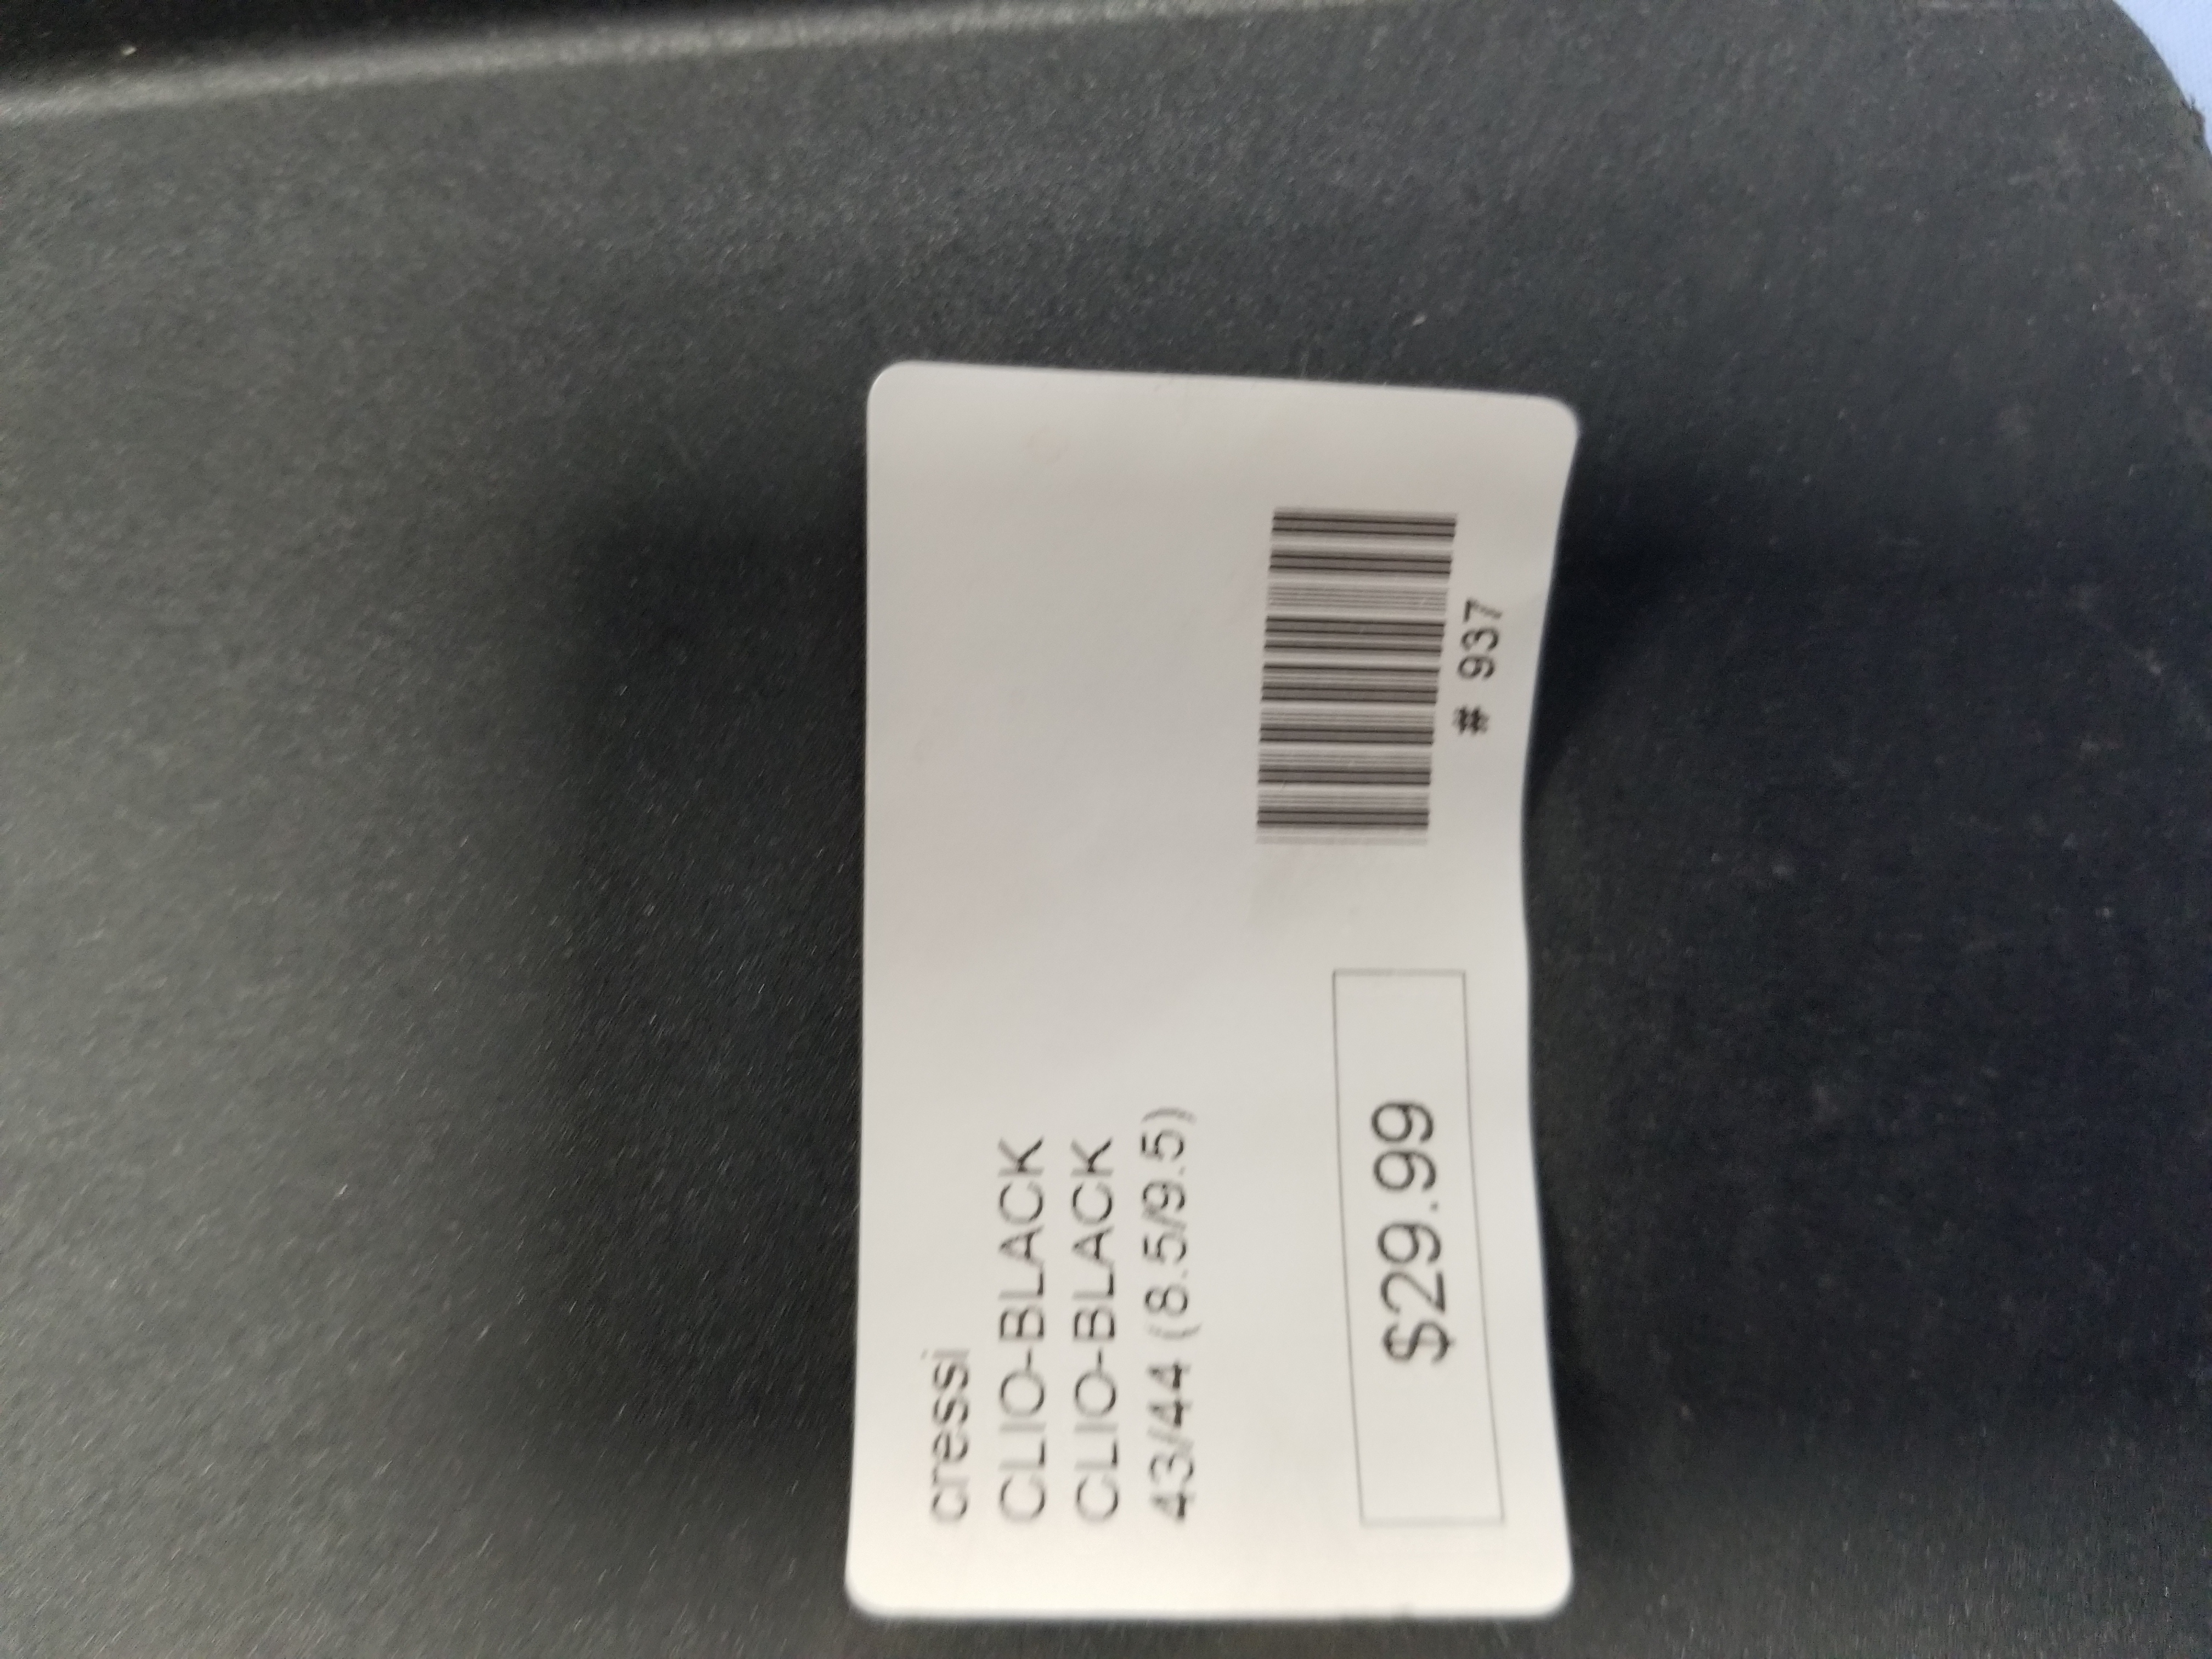 cressi
CLIO-BLACK
CLIO-BLACK
43/44 (8.5/9.5)
$29.99
# 937